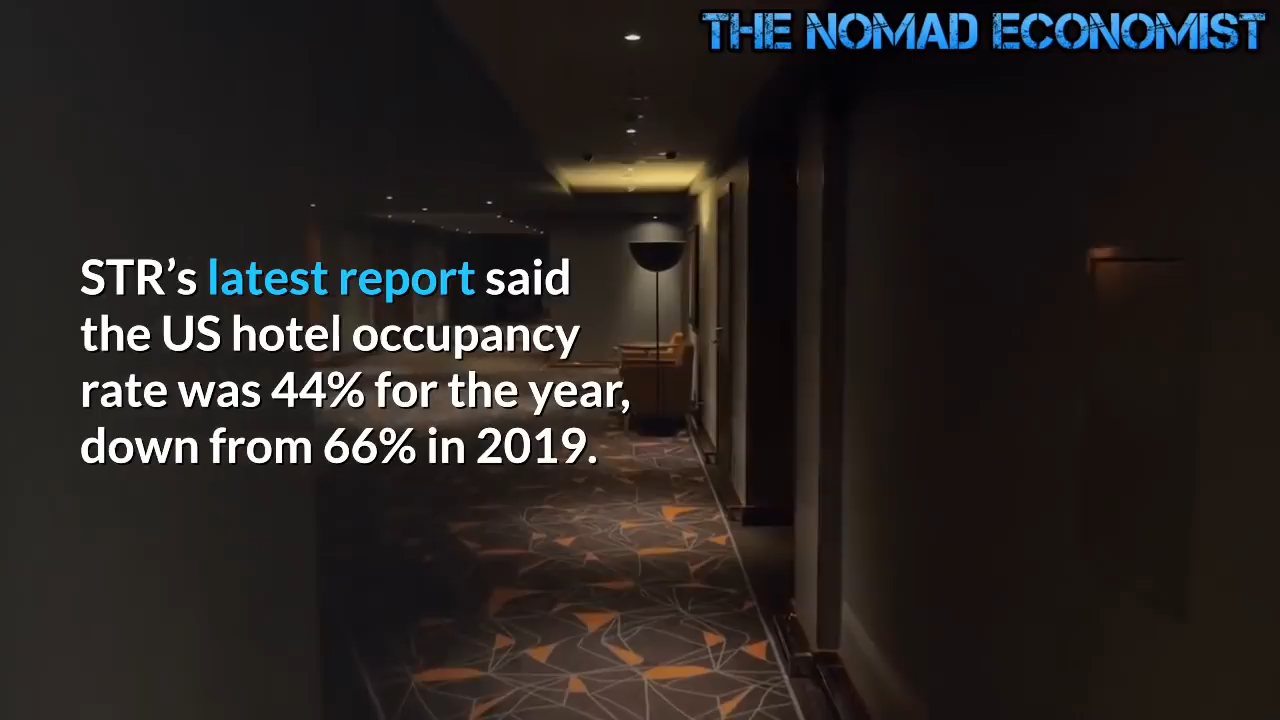 THE NOMAD ECONOMIST
STR's latest report said
the US hotel occupancy
rate was 44% for the year,
down from 66% in 2019.